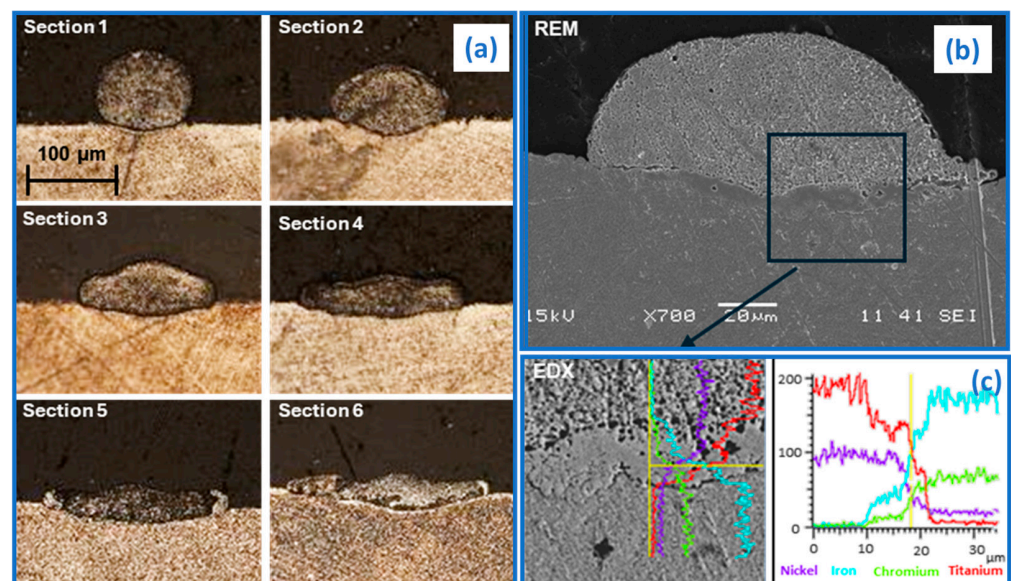 Section 1
Section 2
(a)
100 µm
Section 3
Section 4
Section 5
Section 6
REM
(b)
15kV X700 20µm 11 41 SEI
EDX
(c)
200
100
0
0 10 20 30
µm
Nickel Iron Chromium Titanium